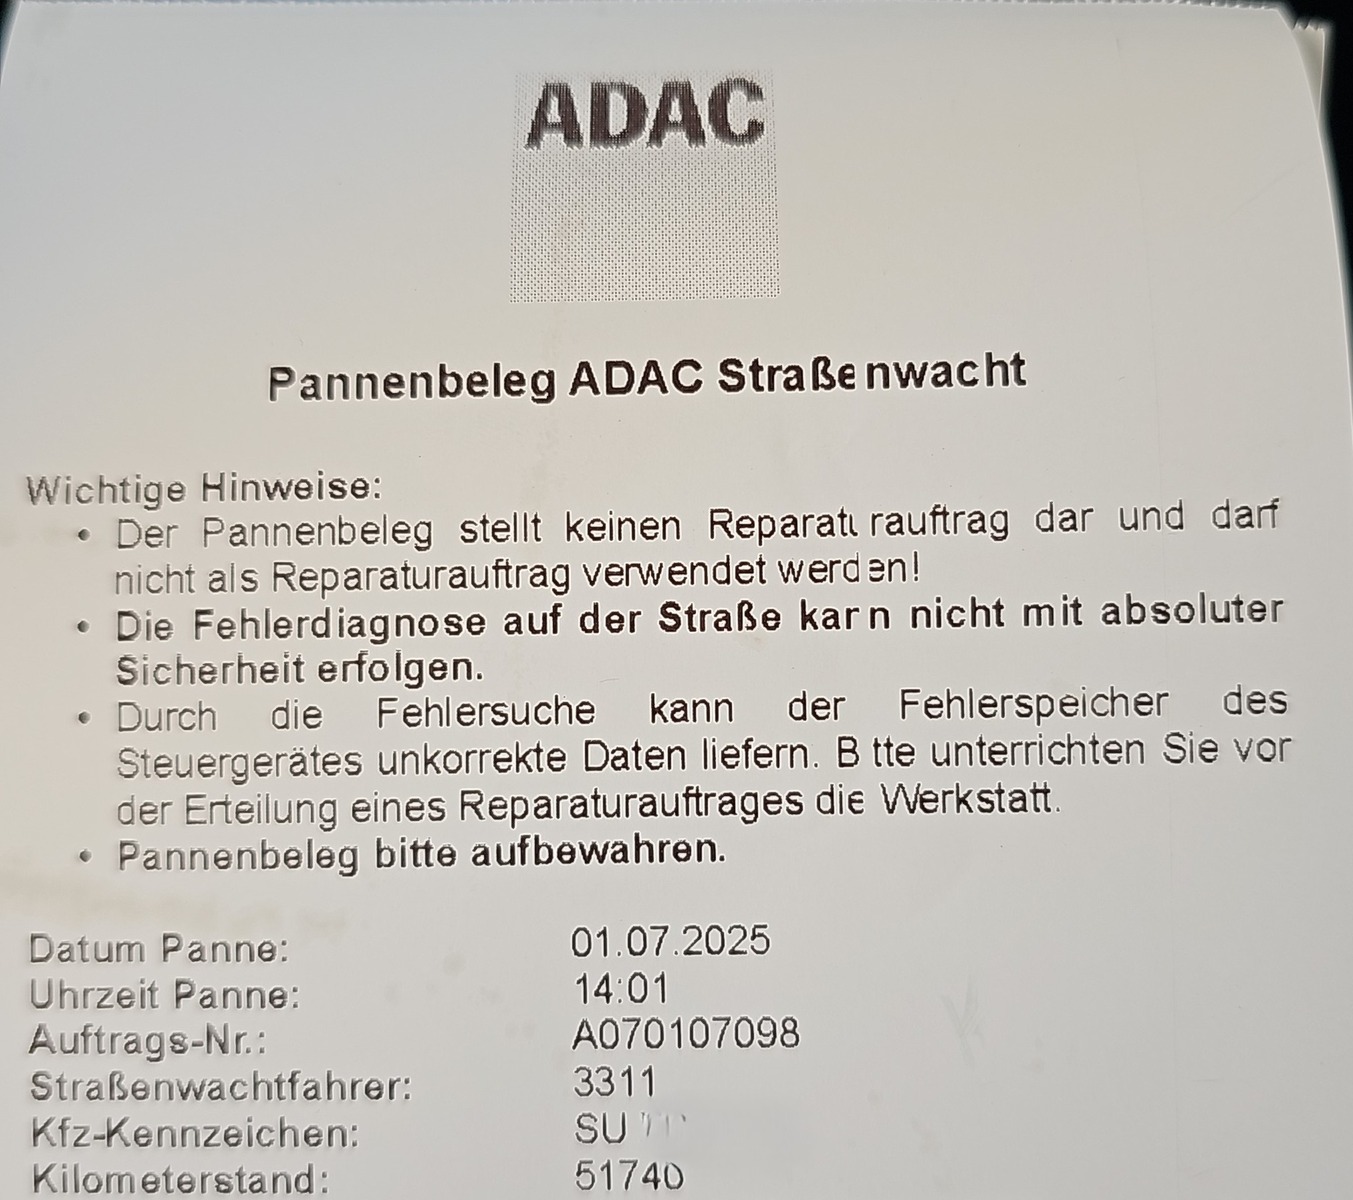 ADAC
Pannenbeleg ADAC Straßenwacht
Wichtige Hinweise:
• Der Pannenbeleg stellt keinen Reparaturauftrag dar und darf
nicht als Reparaturauftrag verwendet werden!
• Die Fehlerdiagnose auf der Straße kann nicht mit absoluter
Sicherheit erfolgen.
• Durch die Fehlersuche kann der Fehlerspeicher des
Steuergerätes unkorrekte Daten liefern. Bitte unterrichten Sie vor
der Erteilung eines Reparaturauftrages die Werkstatt.
• Pannenbeleg bitte aufbewahren.
Datum Panne: 01.07.2025
Uhrzeit Panne: 14:01
Auftrags-Nr.: A070107098
Straßenwachtfahrer: 3311
Kfz-Kennzeichen: SU
Kilometerstand: 51740